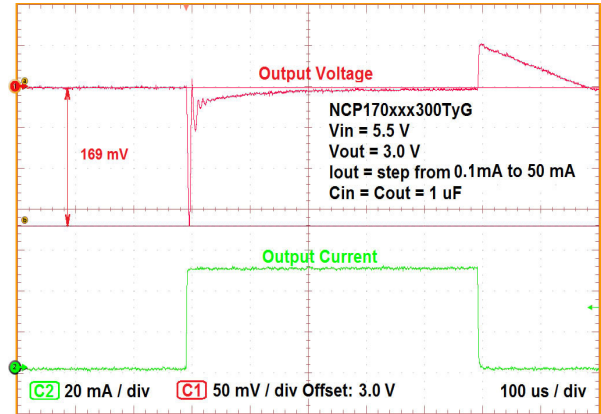 Output Voltage
NCP170xxx300TyG
Vin = 5.5 V
Vout = 3.0 V
Iout = step from 0.1mA to 50 mA
Cin = Cout = 1 uF
169 mV
Output Current
C2 20 mA / div C1 50 mV / div Offset: 3.0 V 100 us / div
1
a
b
2